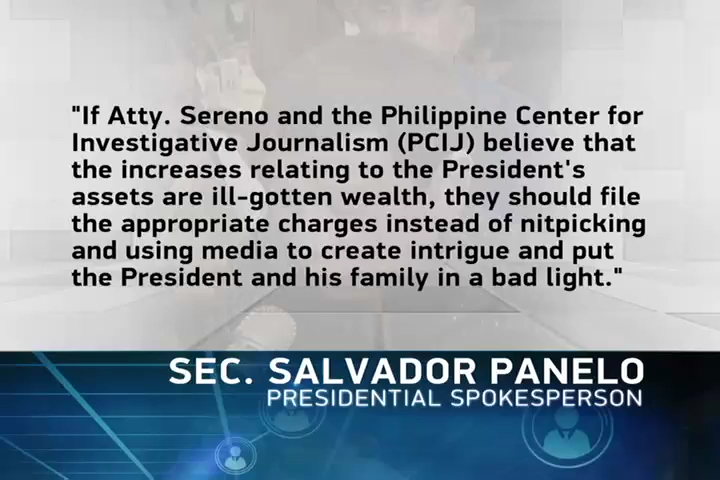 "If Atty. Sereno and the Philippine Center for
Investigative Journalism (PCIJ) believe that
the increases relating to the President's
assets are ill-gotten wealth, they should file
the appropriate charges instead of nitpicking
and using media to create intrigue and put
the President and his family in a bad light."
SEC. SALVADOR PANELO
PRESIDENTIAL SPOKESPERSON